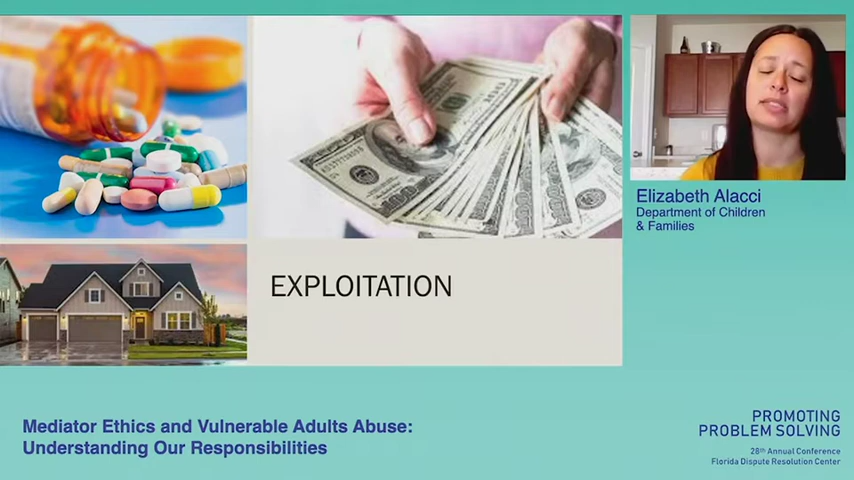 EXPLOITATION
Elizabeth Alacci
Department of Children
& Families
Mediator Ethics and Vulnerable Adults Abuse:
Understanding Our Responsibilities
PROMOTING
PROBLEM SOLVING
28th Annual Conference
Florida Dispute Resolution Center